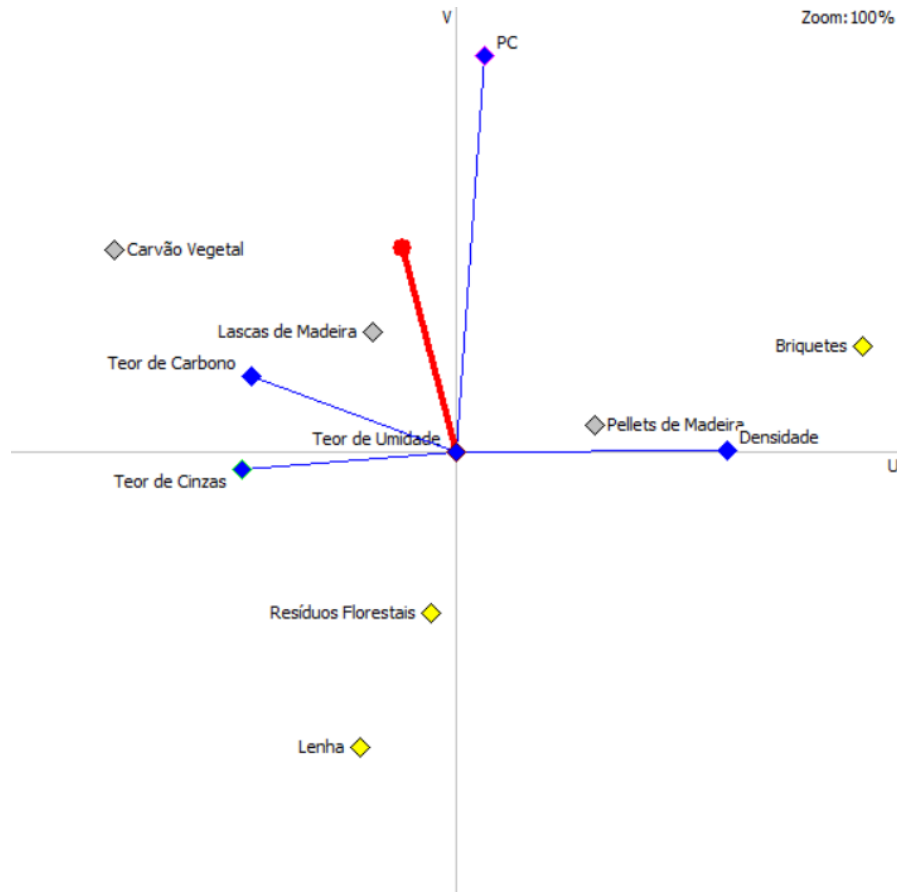 V
Zoom:100%
PC
Carvão Vegetal
Lascas de Madeira
Briquetes
Teor de Carbono
Pellets de Madeira
Teor de Umidade
Densidade
U
Teor de Cinzas
Resíduos Florestais
Lenha